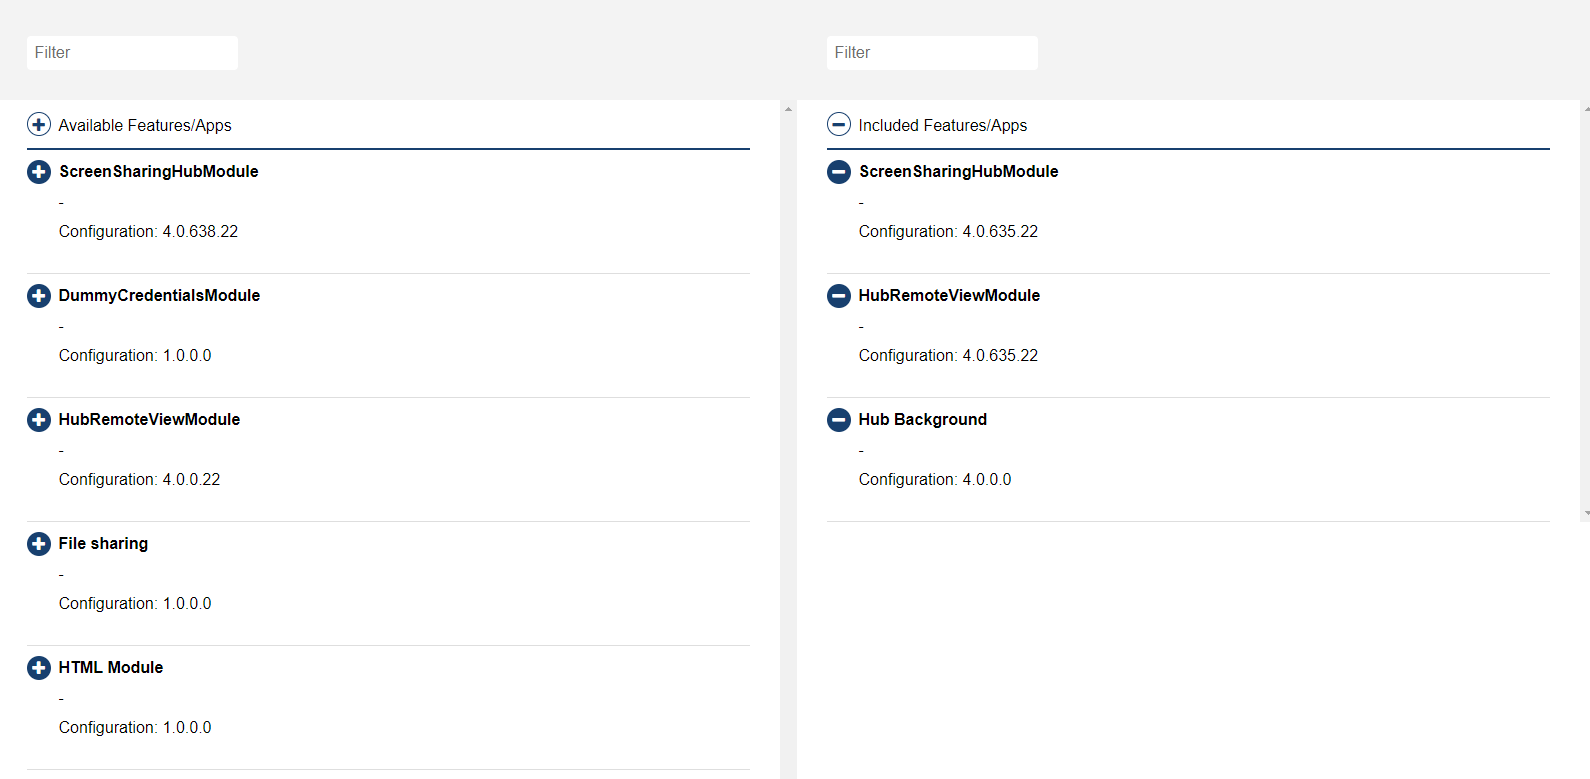 Filter
Available Features/Apps
ScreenSharingHubModule
-
Configuration: 4.0.638.22
DummyCredentialsModule
-
Configuration: 1.0.0.0
HubRemoteViewModule
-
Configuration: 4.0.0.22
File sharing
-
Configuration: 1.0.0.0
HTML Module
-
Configuration: 1.0.0.0
Filter
Included Features/Apps
ScreenSharingHubModule
-
Configuration: 4.0.635.22
HubRemoteViewModule
-
Configuration: 4.0.635.22
Hub Background
-
Configuration: 4.0.0.0